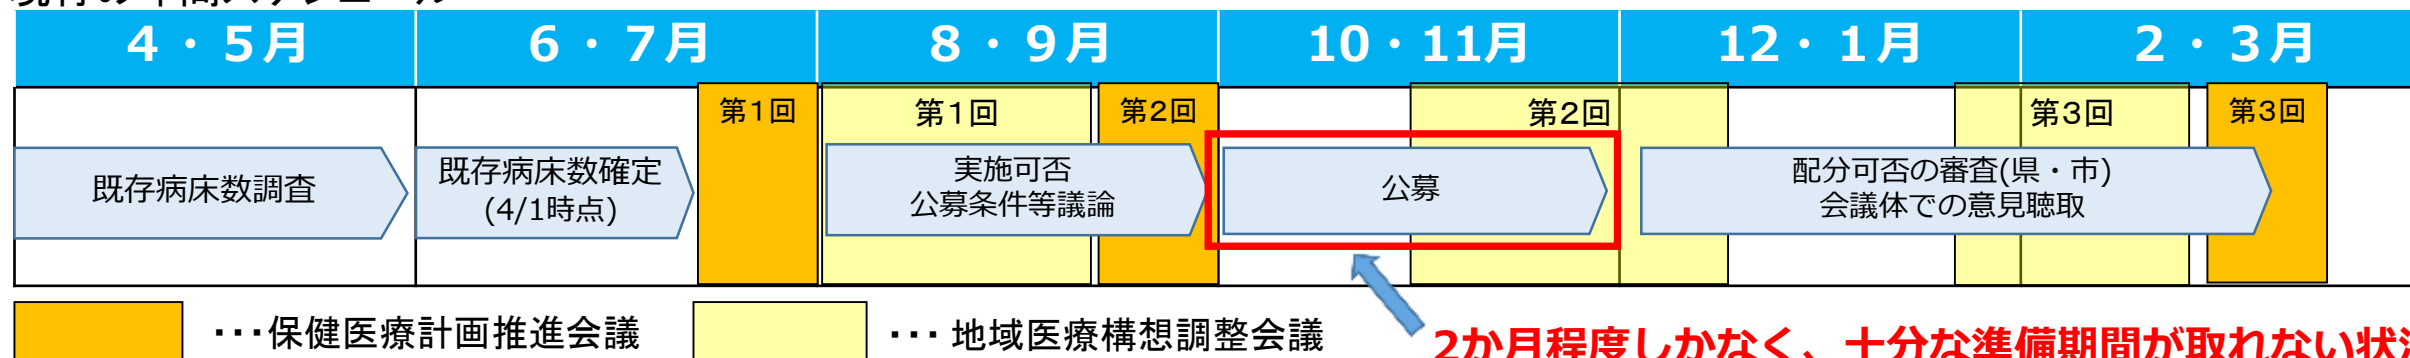 4・5月
6・7月
8・9月
10・11月
12・1月
2・3月
第1回
第1回
第2回
第2回
第3回
第3回
既存病床数調査
既存病床数確定
(4/1時点)
実施可否
公募条件等議論
公募
配分可否の審査(県・市)
会議体での意見聴取
・・・保健医療計画推進会議
・・・地域医療構想調整会議
2か月程度しかなく、十分な準備期間が取れない状況